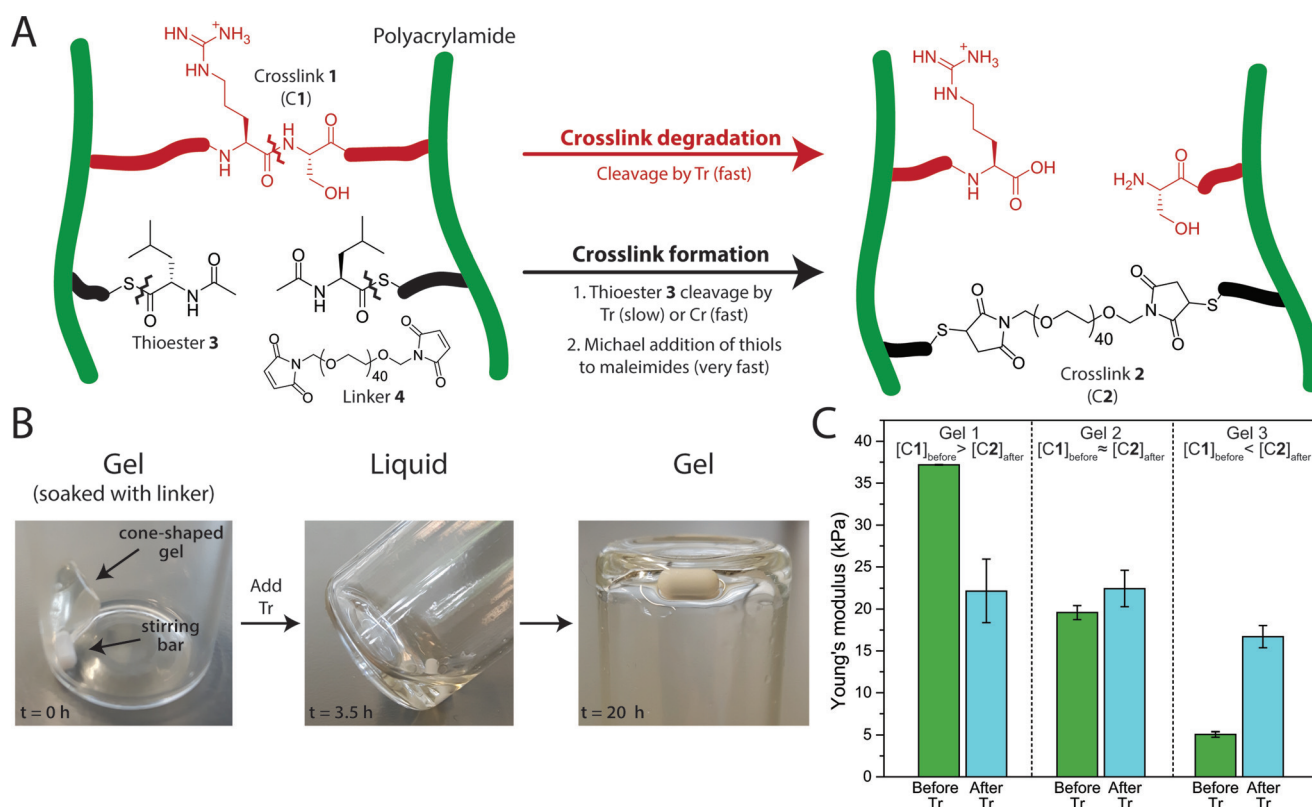 A
Polyacrylamide
Crosslink 1
(C1)
NH
+
NH₃
HN
N
H
O
H
N
O
OH
Crosslink degradation
Cleavage by Tr (fast)
+
HN
NH₃
HN
N
H
O
OH
H₂N
O
OH
S
O
N
H
O
Thioester 3
O
N
H
S
O
Crosslink formation
1. Thioester 3 cleavage by
Tr (slow) or Cr (fast)
2. Michael addition of thiols
to maleimides (very fast)
O
N
O
O
40
O
N
O
O
Linker 4
S
O
N
O
O
40
O
N
O
O
S
Crosslink 2
(C2)
B
Gel
(soaked with linker)
cone-shaped
gel
stirring
bar
t = 0 h
Add
Tr
Liquid
t = 3.5 h
Gel
t = 20 h
C
Gel 1
[C1]before > [C2]after
Gel 2
[C1]before ≈ [C2]after
Gel 3
[C1]before < [C2]after
Young's modulus (kPa)
40
35
30
25
20
15
10
5
0
Before
Tr
After
Tr
Before
Tr
After
Tr
Before
Tr
After
Tr